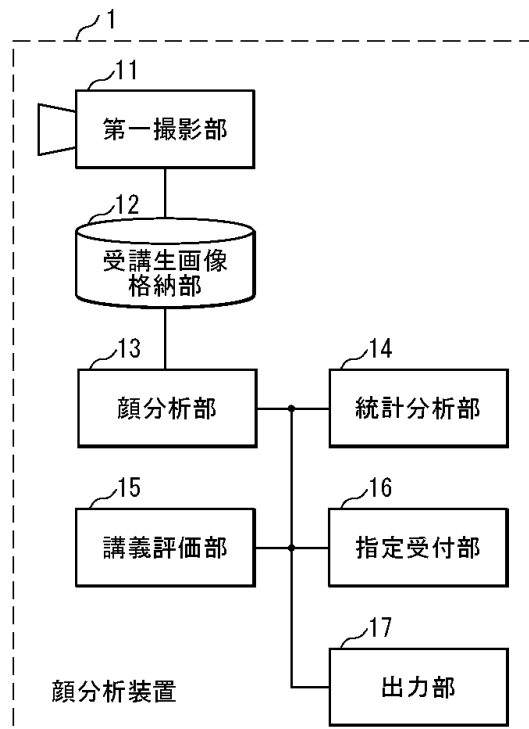 1
11
第一撮影部
12
受講生画像
格納部
13
顔分析部
14
統計分析部
15
講義評価部
16
指定受付部
17
出力部
顔分析装置